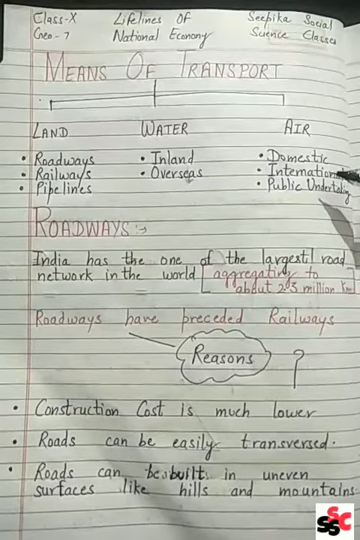 Class-X
Geo-7
Lifelines Of
National Economy
Seepika Social
Science Classes
MEANS OF TRANSPORT
LAND
• Roadways
• Railways
• Pipelines
WATER
• Inland
• Overseas
AIR
• Domestic
• Internation
• Public Undertaking
ROADWAYS:-
India has the one of the largest road
network in the world [aggregating to
about 2.3 million Km]
Roadways have preceded Railways
Reasons ?
• Construction Cost is much lower
• Roads can be easily transversed.
• Roads can be built in uneven
surfaces like hills and mountains.
SSC